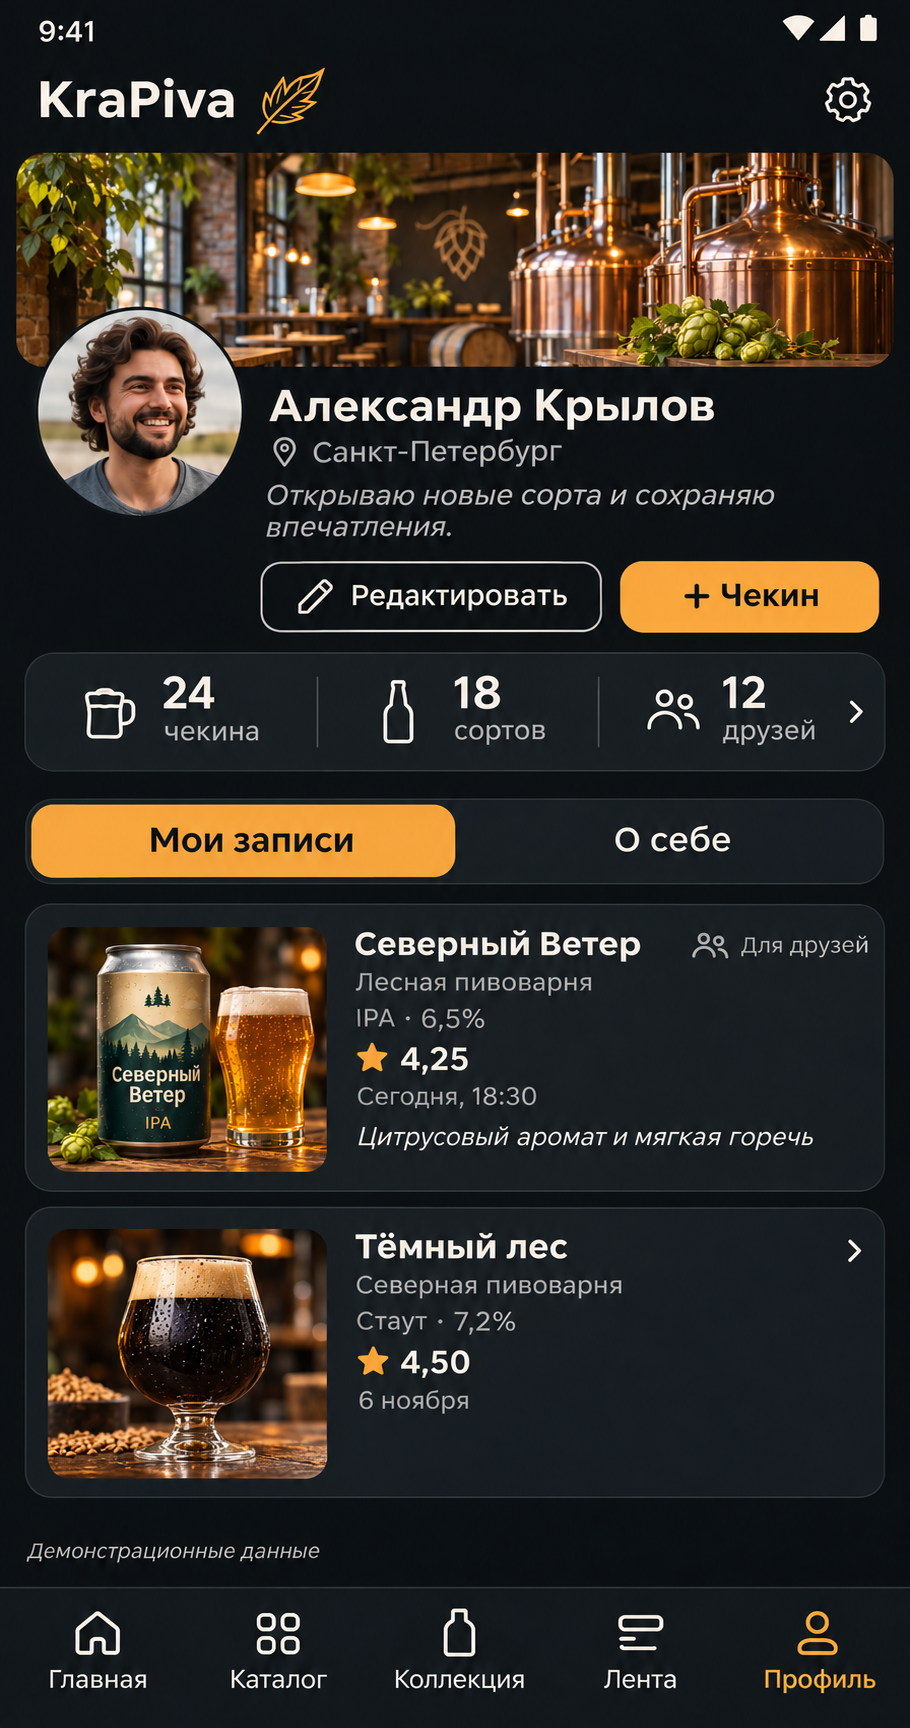 9:41
KraPiva
Александр Крылов
Санкт-Петербург
Открываю новые сорта и сохраняю
впечатления.
Редактировать
+ Чекин
24
чекина
18
сортов
12
друзей
Мои записи
О себе
Северный Ветер
Для друзей
Лесная пивоварня
IPA • 6,5%
4,25
Сегодня, 18:30
Цитрусовый аромат и мягкая горечь
Северный
Ветер
IPA
Тёмный лес
Северная пивоварня
Стаут • 7,2%
4,50
6 ноября
Демонстрационные данные
Главная
Каталог
Коллекция
Лента
Профиль